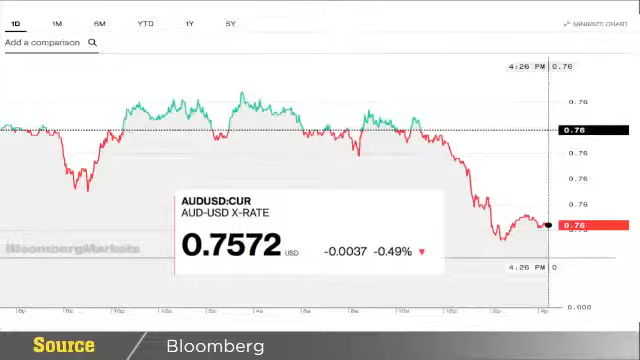 1D 1M 6M YTD 1Y 5Y
Add a comparison
4:26 PM 0.76
0.76
0.76
0.76
0.76
0.76
AUDUSD:CUR
AUD-USD X-RATE
0.7572 USD -0.0037 -0.49%
BloombergMarkets
4:26 PM 0
0.000
Source Bloomberg